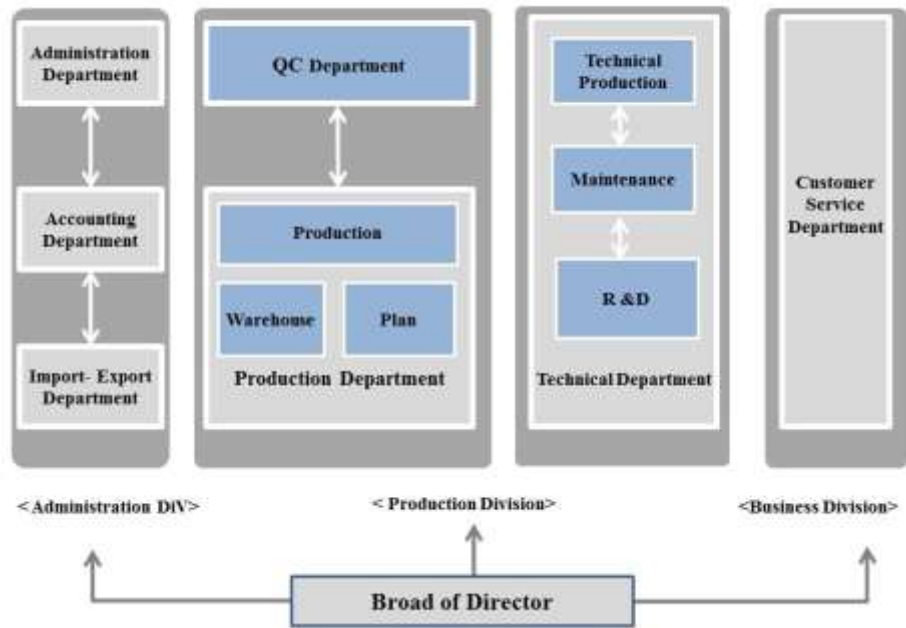 Administration
Department
Accounting
Department
Import- Export
Department
QC Department
Production
Warehouse
Plan
Production Department
Technical
Production
Maintenance
R &D
Technical Department
Customer
Service
Department
< Administration DiV>
< Production Division>
<Business Division>
Broad of Director